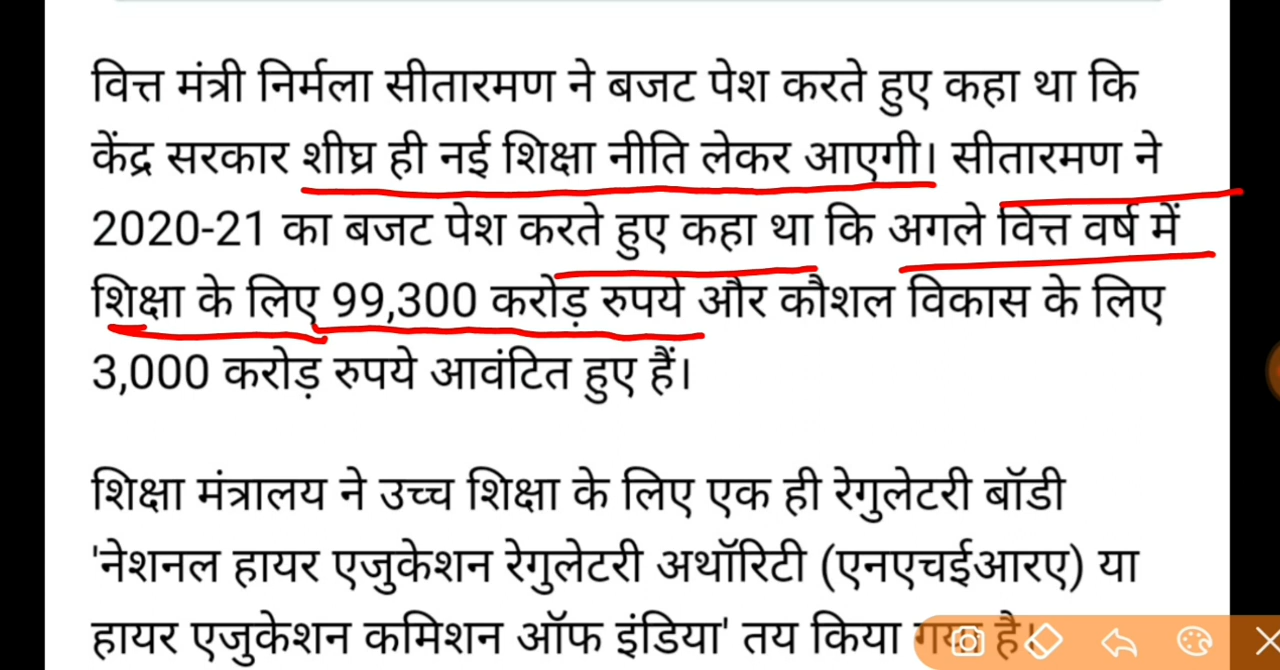 वित्त मंत्री निर्मला सीतारमण ने बजट पेश करते हुए कहा था कि
केंद्र सरकार शीघ्र ही नई शिक्षा नीति लेकर आएगी। सीतारमण ने
2020-21 का बजट पेश करते हुए कहा था कि अगले वित्त वर्ष में
शिक्षा के लिए 99,300 करोड़ रुपये और कौशल विकास के लिए
3,000 करोड़ रुपये आवंटित हुए हैं।
शिक्षा मंत्रालय ने उच्च शिक्षा के लिए एक ही रेगुलेटरी बॉडी
'नेशनल हायर एजुकेशन रेगुलेटरी अथॉरिटी (एनएचईआरए) या
हायर एजुकेशन कमिशन ऑफ इंडिया' तय किया गया है।